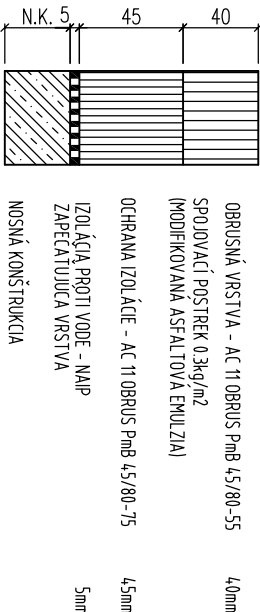 N.K. 5 45 40
OBRUSNÁ VRSTVA - AC 11 OBRUS PmB 45/80-55 40mm
SPOJOVACÍ POSTREK 0.3kg/m2
(MODIFIKOVANÁ ASFALTOVÁ EMULZIA)
OCHRANA IZOLÁCIE - AC 11 OBRUS PmB 45/80-75 45mm
IZOLÁCIA PROTI VODE - NAIP 5mm
ZAPEČAŤUJÚCA VRSTVA
NOSNÁ KONŠTRUKCIA